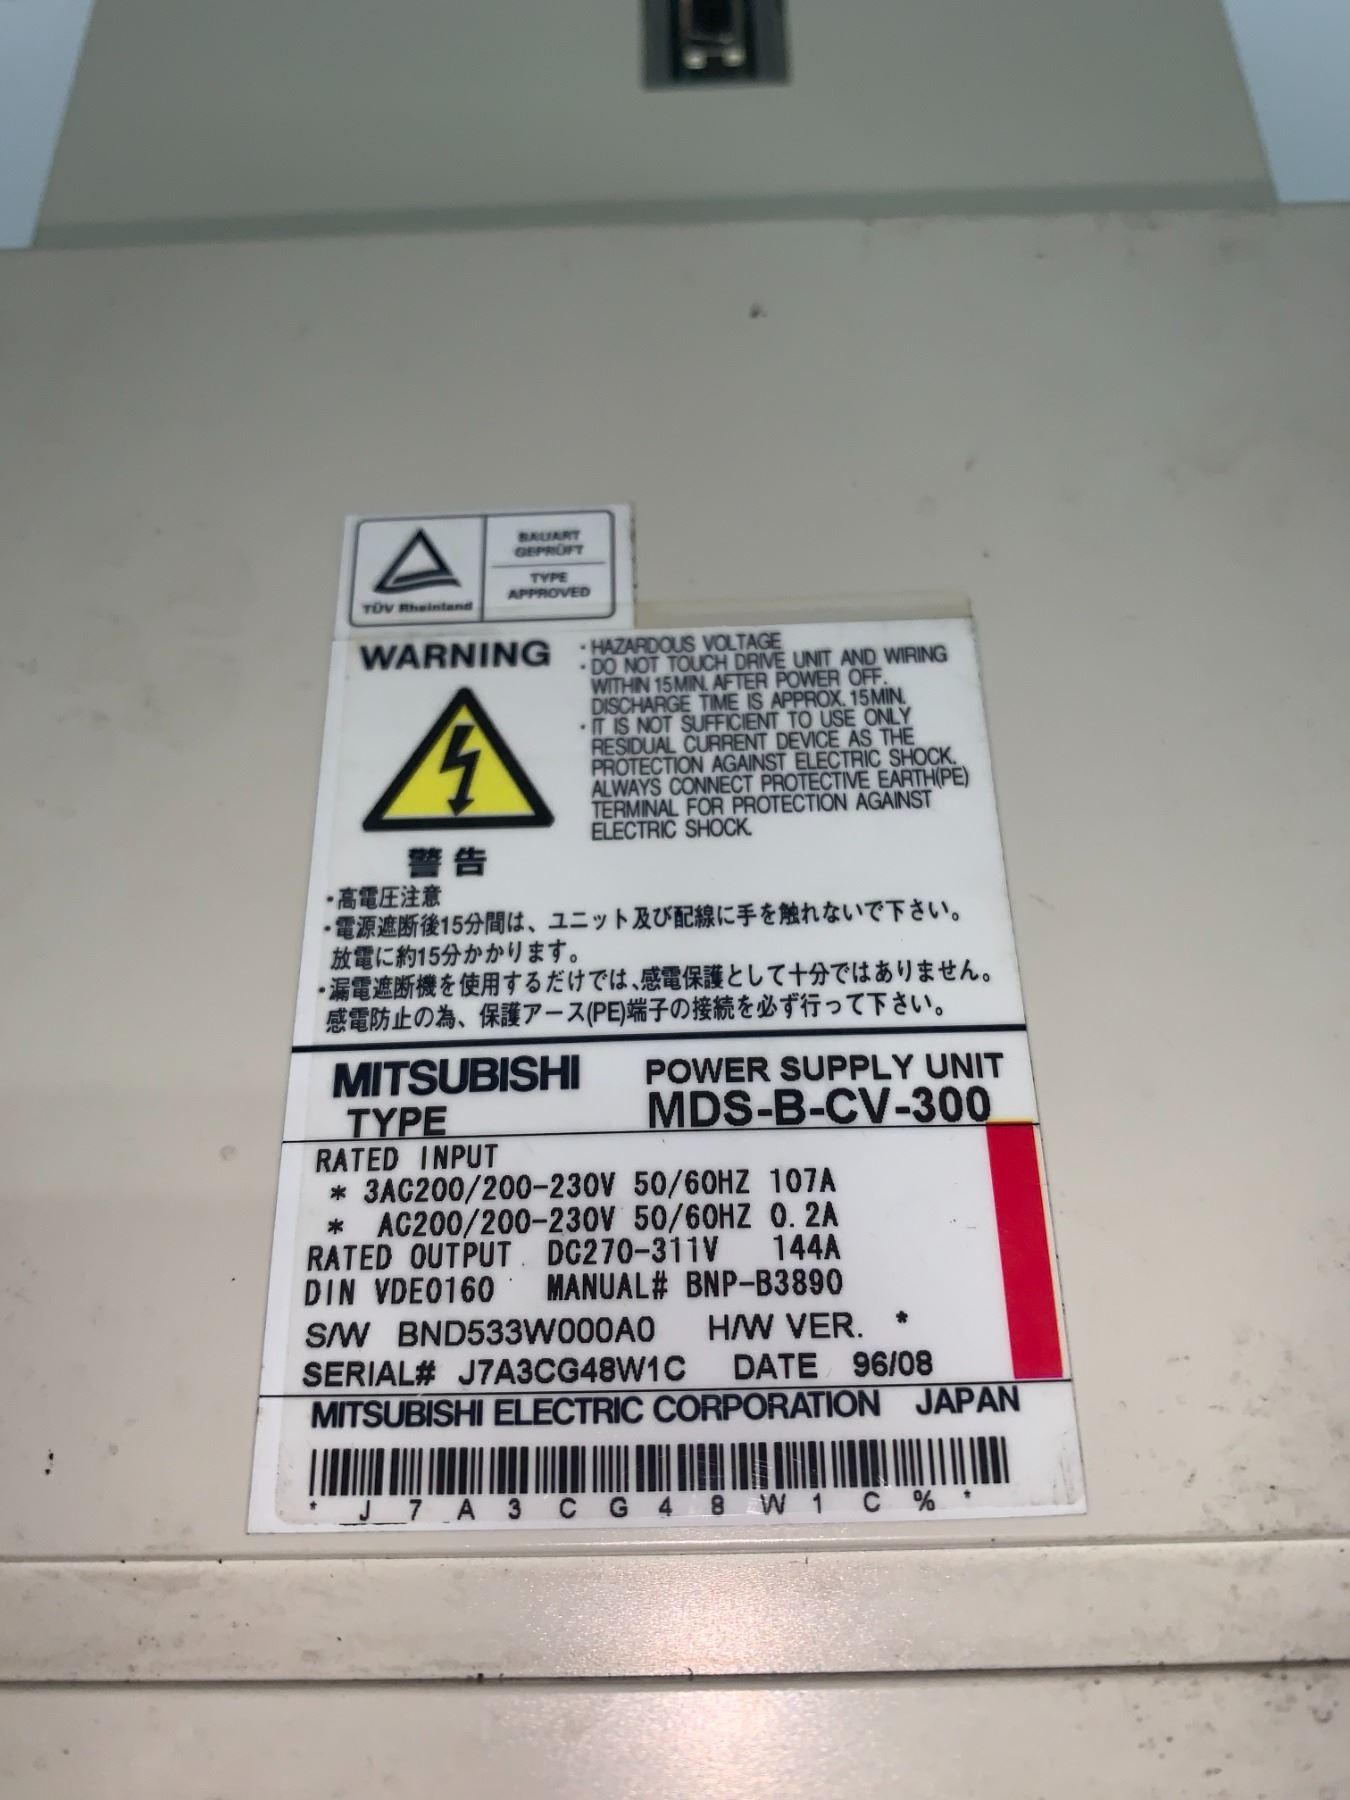 TÜV Rheinland
BAUART
GEPRÜFT
TYPE
APPROVED
WARNING
・HAZARDOUS VOLTAGE
・DO NOT TOUCH DRIVE UNIT AND WIRING
WITHIN 15MIN. AFTER POWER OFF.
DISCHARGE TIME IS APPROX. 15MIN.
・IT IS NOT SUFFICIENT TO USE ONLY
RESIDUAL CURRENT DEVICE AS THE
PROTECTION AGAINST ELECTRIC SHOCK.
ALWAYS CONNECT PROTECTIVE EARTH(PE)
TERMINAL FOR PROTECTION AGAINST
ELECTRIC SHOCK.
警告
・高電圧注意
・電源遮断後15分間は、ユニット及び配線に手を触れないで下さい。
放電に約15分かかります。
・漏電遮断機を使用するだけでは、感電保護として十分ではありません。
感電防止の為、保護アース(PE)端子の接続を必ず行って下さい。
MITSUBISHI POWER SUPPLY UNIT
TYPE MDS-B-CV-300
RATED INPUT
* 3AC200/200-230V 50/60HZ 107A
* AC200/200-230V 50/60HZ 0.2A
RATED OUTPUT DC270-311V 144A
DIN VDE0160 MANUAL# BNP-B3890
S/W BND533W000A0 H/W VER. *
SERIAL# J7A3CG48W1C DATE 96/08
MITSUBISHI ELECTRIC CORPORATION JAPAN
* J 7 A 3 C G 4 8 W 1 C % *